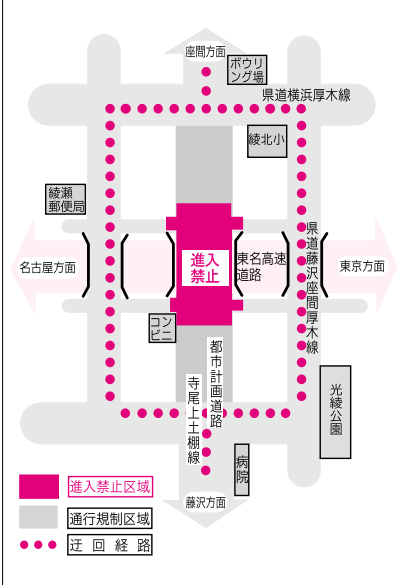 座間方面
ボウリ
ング場
県道横浜厚木線
綾北小
綾瀬
郵便局
県道藤沢座間厚木線
進入
禁止
東名高速
道路
名古屋方面
東京方面
コン
ビニ
都市計画道路
寺尾上土棚線
光綾公園
病院
藤沢方面
進入禁止区域
通行規制区域
迂回経路